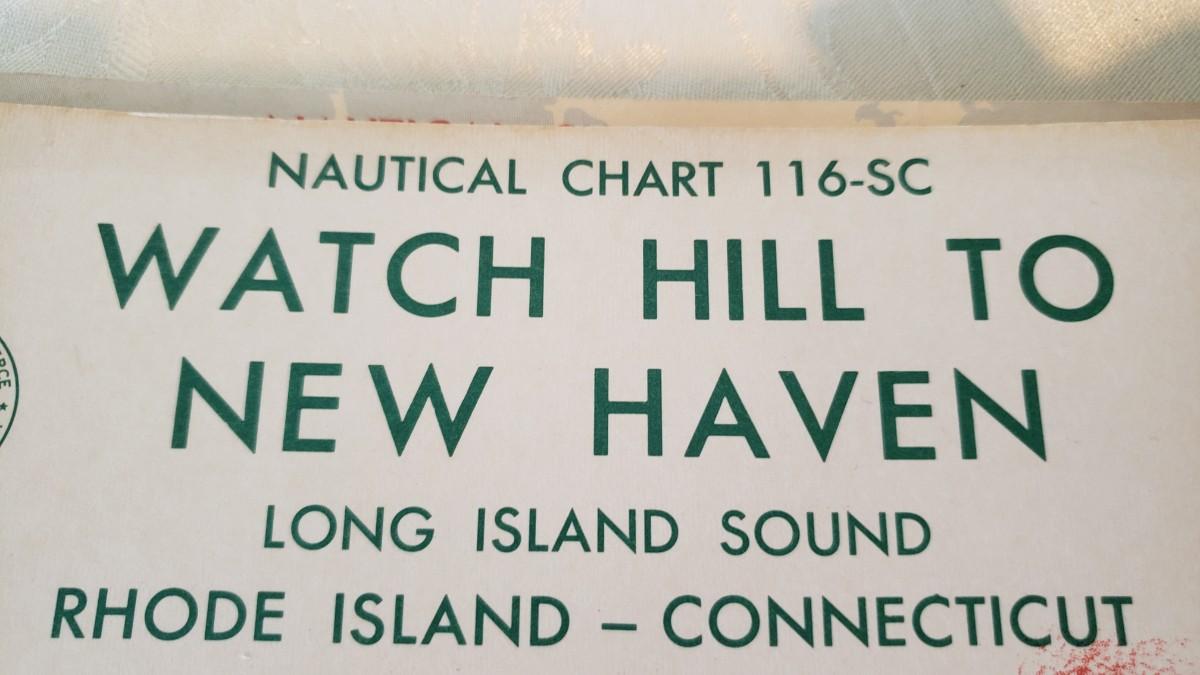 NAUTICAL CHART 116-SC
WATCH HILL TO
NEW HAVEN
LONG ISLAND SOUND
RHODE ISLAND – CONNECTICUT